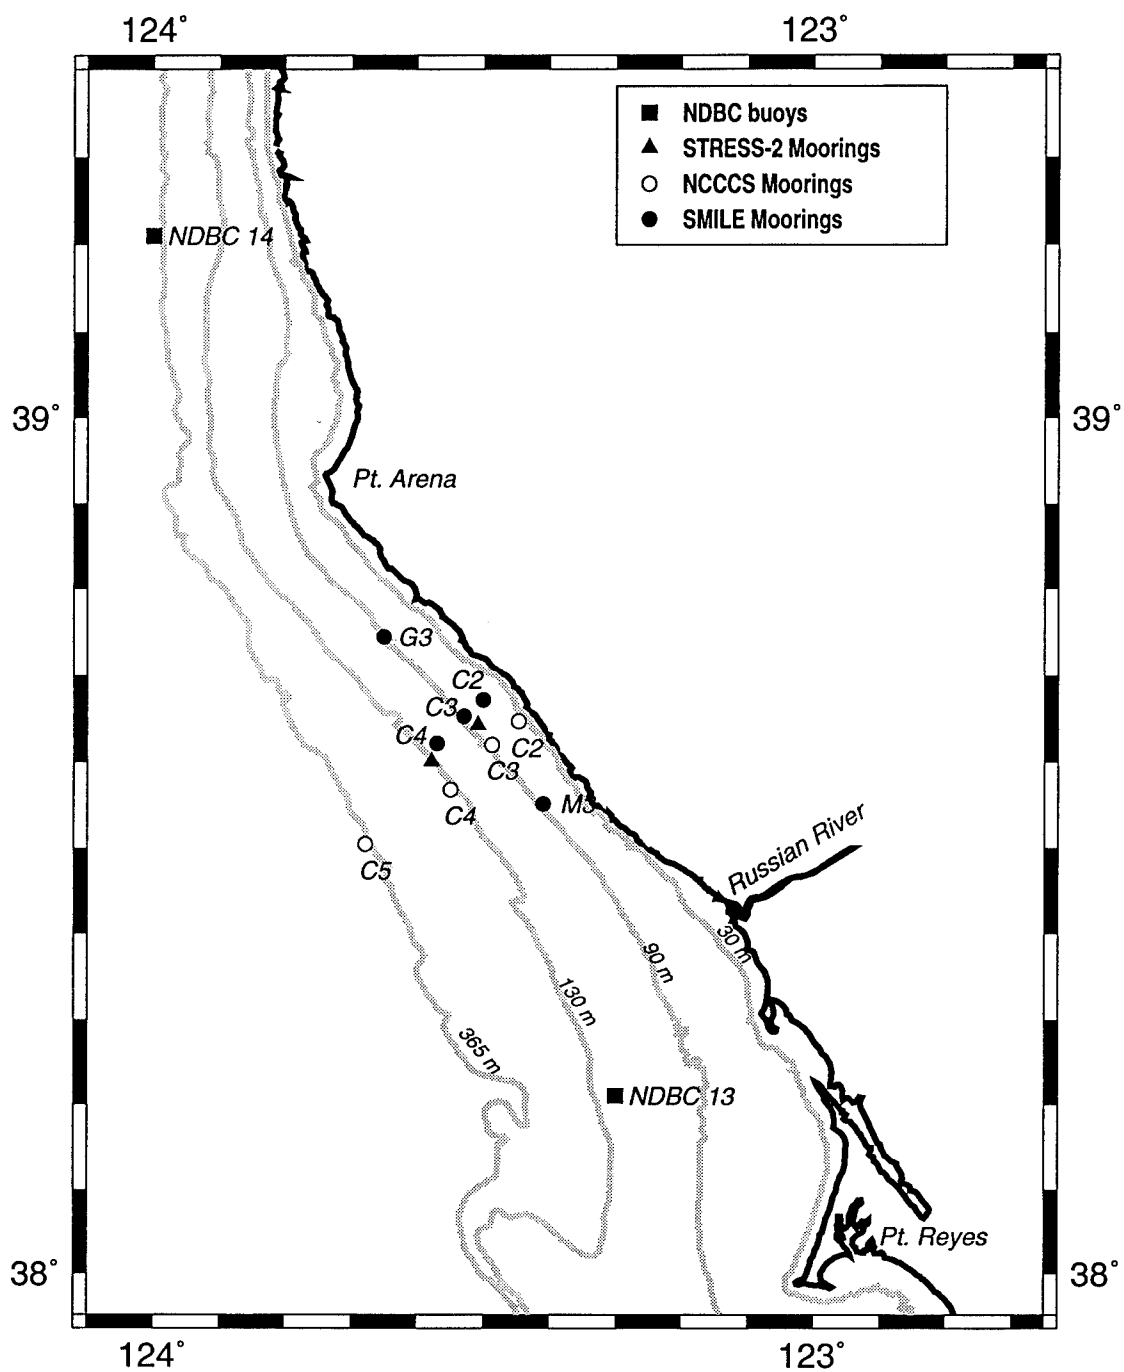 124° 123°
NDBC buoys
STRESS-2 Moorings
NCCCS Moorings
SMILE Moorings
NDBC 14
39° 39°
Pt. Arena
G3
C2
C3
C4
C2
C3
M3
C4
Russian River
C5
30 m
90 m
130 m
365 m
NDBC 13
Pt. Reyes
38° 38°
124° 123°